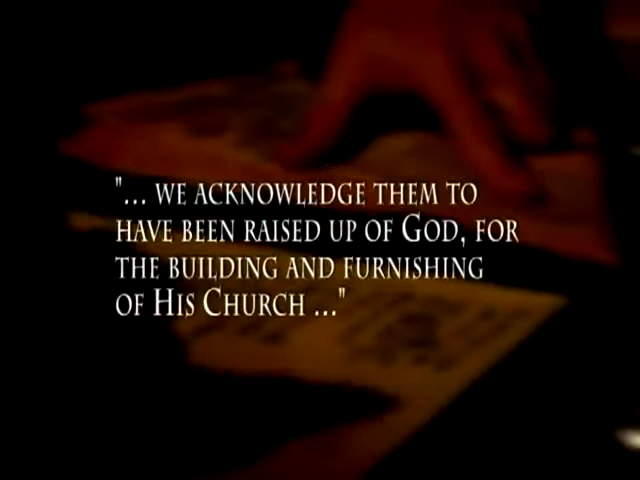 "... WE ACKNOWLEDGE THEM TO
HAVE BEEN RAISED UP OF GOD, FOR
THE BUILDING AND FURNISHING
OF HIS CHURCH ..."